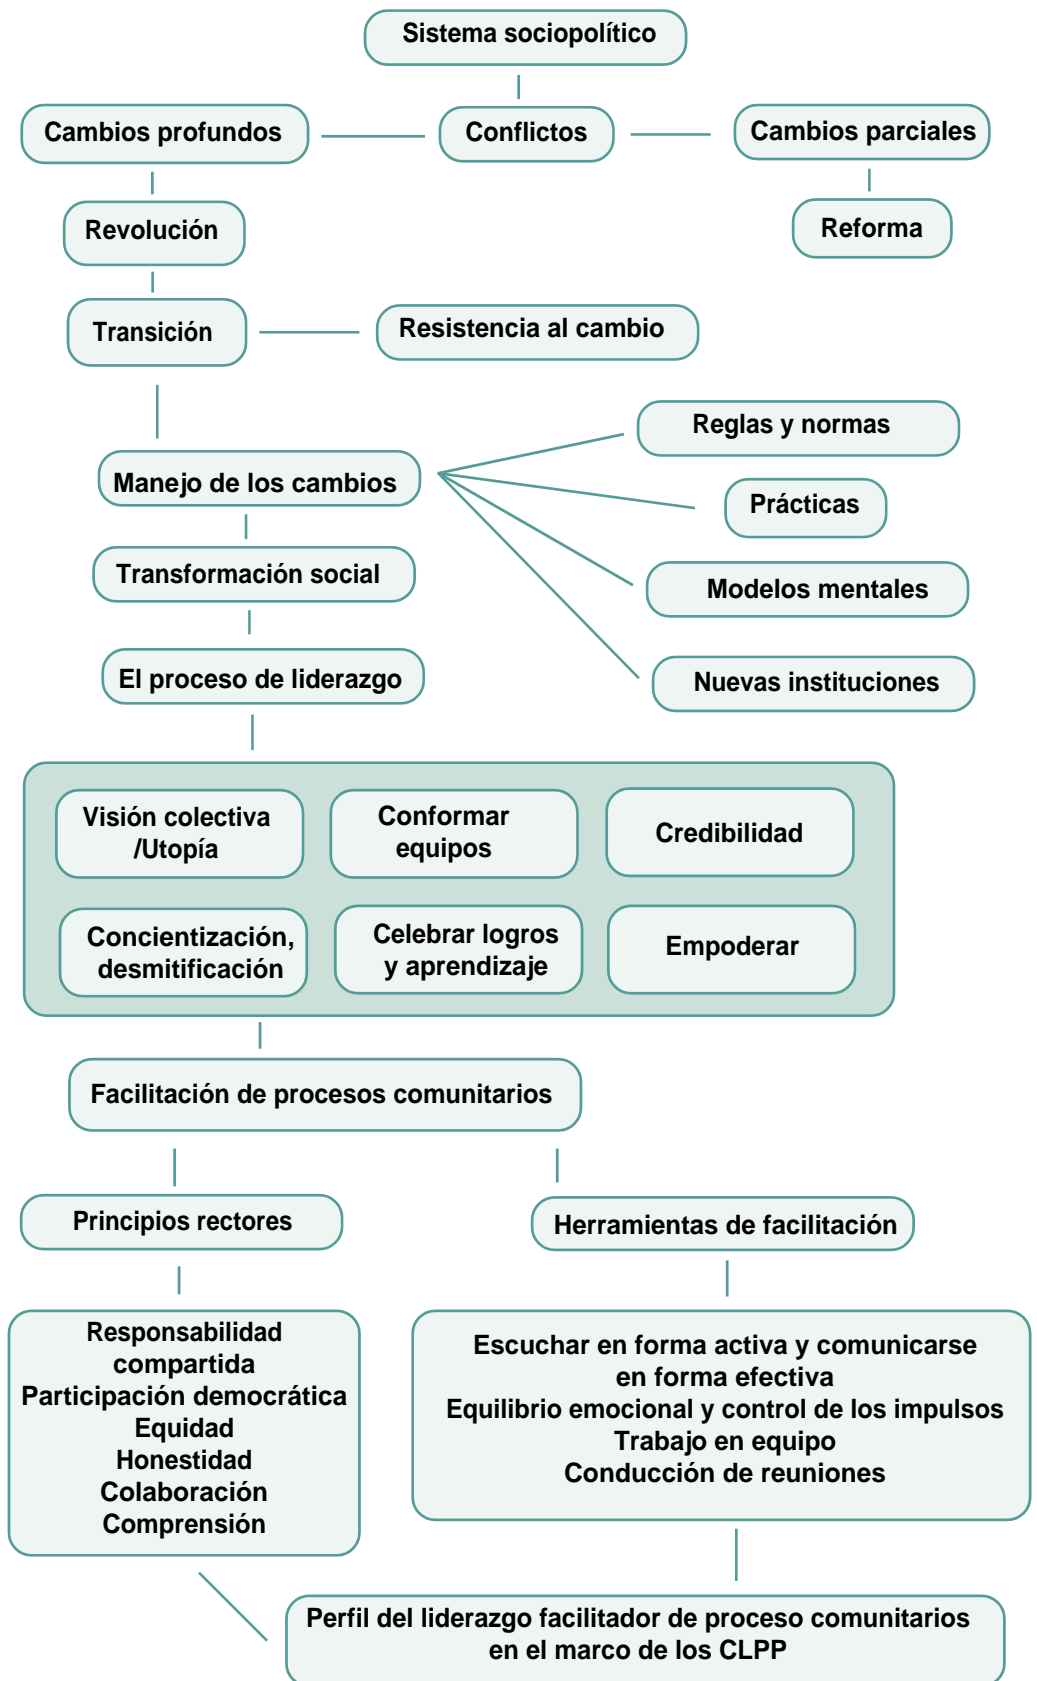 Sistema sociopolítico
Cambios profundos
Conflictos
Cambios parciales
Revolución
Reforma
Transición
Resistencia al cambio
Reglas y normas
Manejo de los cambios
Prácticas
Transformación social
Modelos mentales
El proceso de liderazgo
Nuevas instituciones
Visión colectiva
/Utopía
Conformar
equipos
Credibilidad
Concientización,
desmitificación
Celebrar logros
y aprendizaje
Empoderar
Facilitación de procesos comunitarios
Principios rectores
Herramientas de facilitación
Responsabilidad
compartida
Participación democrática
Equidad
Honestidad
Colaboración
Comprensión
Escuchar en forma activa y comunicarse
en forma efectiva
Equilibrio emocional y control de los impulsos
Trabajo en equipo
Conducción de reuniones
Perfil del liderazgo facilitador de proceso comunitarios
en el marco de los CLPP